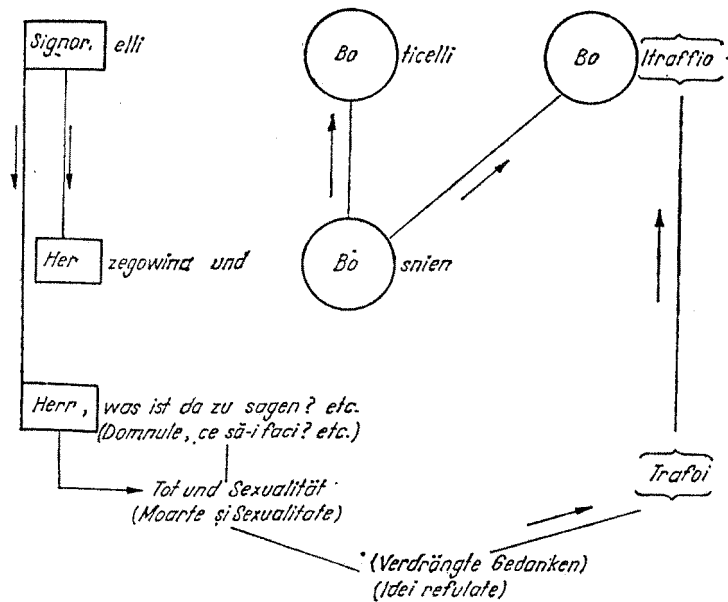 Signor. elli Bo ticelli Bo ltraffio
Her zegowina und Bo snien
Herr, was ist da zu sagen? etc.
(Domnule, ce să-i faci? etc.)
Tot und Sexualität
(Moarte și Sexualitate)
Trafoi
(Verdrängte Gedanken)
(Idei refulate)